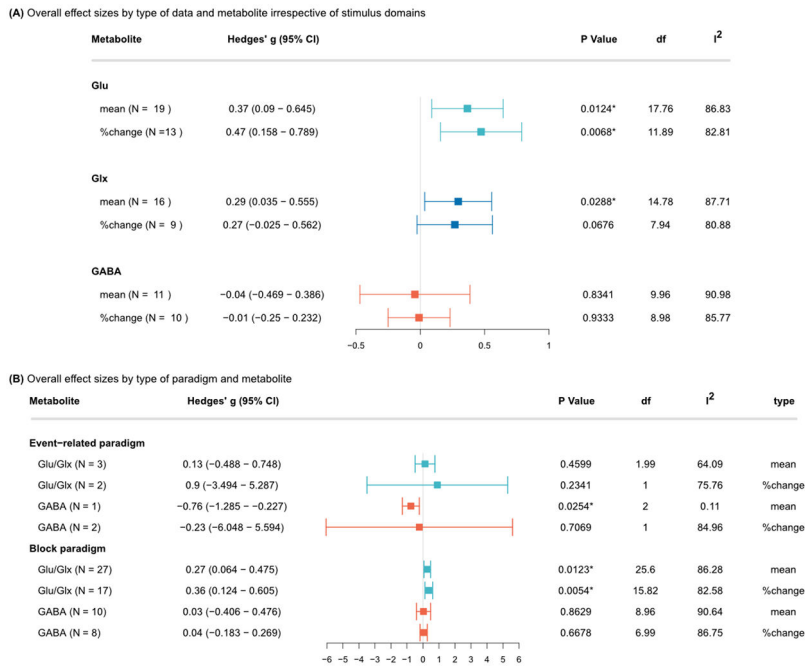 (A) Overall effect sizes by type of data and metabolite irrespective of stimulus domains
Metabolite Hedges' g (95% CI) P Value df I²
Glu
mean (N = 19 ) 0.37 (0.09 − 0.645) 0.0124* 17.76 86.83
%change (N =13 ) 0.47 (0.158 − 0.789) 0.0068* 11.89 82.81
Glx
mean (N = 16 ) 0.29 (0.035 − 0.555) 0.0288* 14.78 87.71
%change (N = 9 ) 0.27 (−0.025 − 0.562) 0.0676 7.94 80.88
GABA
mean (N = 11 ) −0.04 (−0.469 − 0.386) 0.8341 9.96 90.98
%change (N = 10 ) −0.01 (−0.25 − 0.232) 0.9333 8.98 85.77
−0.5 0 0.5 1
(B) Overall effect sizes by type of paradigm and metabolite
Metabolite Hedges' g (95% CI) P Value df I² type
Event−related paradigm
Glu/Glx (N = 3) 0.13 (−0.488 − 0.748) 0.4599 1.99 64.09 mean
Glu/Glx (N = 2) 0.9 (−3.494 − 5.287) 0.2341 1 75.76 %change
GABA (N = 1) −0.76 (−1.285 − −0.227) 0.0254* 2 0.11 mean
GABA (N = 2) −0.23 (−6.048 − 5.594) 0.7069 1 84.96 %change
Block paradigm
Glu/Glx (N = 27) 0.27 (0.064 − 0.475) 0.0123* 25.6 86.28 mean
Glu/Glx (N = 17) 0.36 (0.124 − 0.605) 0.0054* 15.82 82.58 %change
GABA (N = 10) 0.03 (−0.406 − 0.476) 0.8629 8.96 90.64 mean
GABA (N = 8) 0.04 (−0.183 − 0.269) 0.6678 6.99 86.75 %change
−6 −5 −4 −3 −2 −1 0 1 2 3 4 5 6